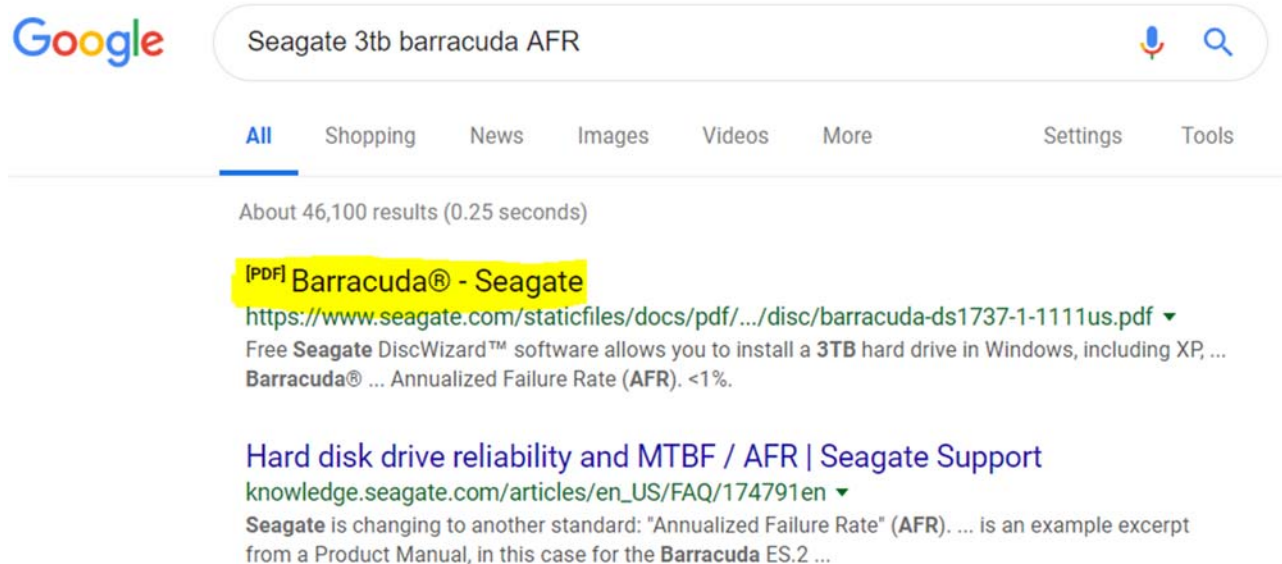 Google
Seagate 3tb barracuda AFR
All Shopping News Images Videos More Settings Tools
About 46,100 results (0.25 seconds)
[PDF] Barracuda® - Seagate
https://www.seagate.com/staticfiles/docs/pdf/.../disc/barracuda-ds1737-1-1111us.pdf
Free Seagate DiscWizard™ software allows you to install a 3TB hard drive in Windows, including XP, ...
Barracuda® ... Annualized Failure Rate (AFR). <1%.
Hard disk drive reliability and MTBF / AFR | Seagate Support
knowledge.seagate.com/articles/en_US/FAQ/174791en
Seagate is changing to another standard: "Annualized Failure Rate" (AFR). ... is an example excerpt
from a Product Manual, in this case for the Barracuda ES.2 ...